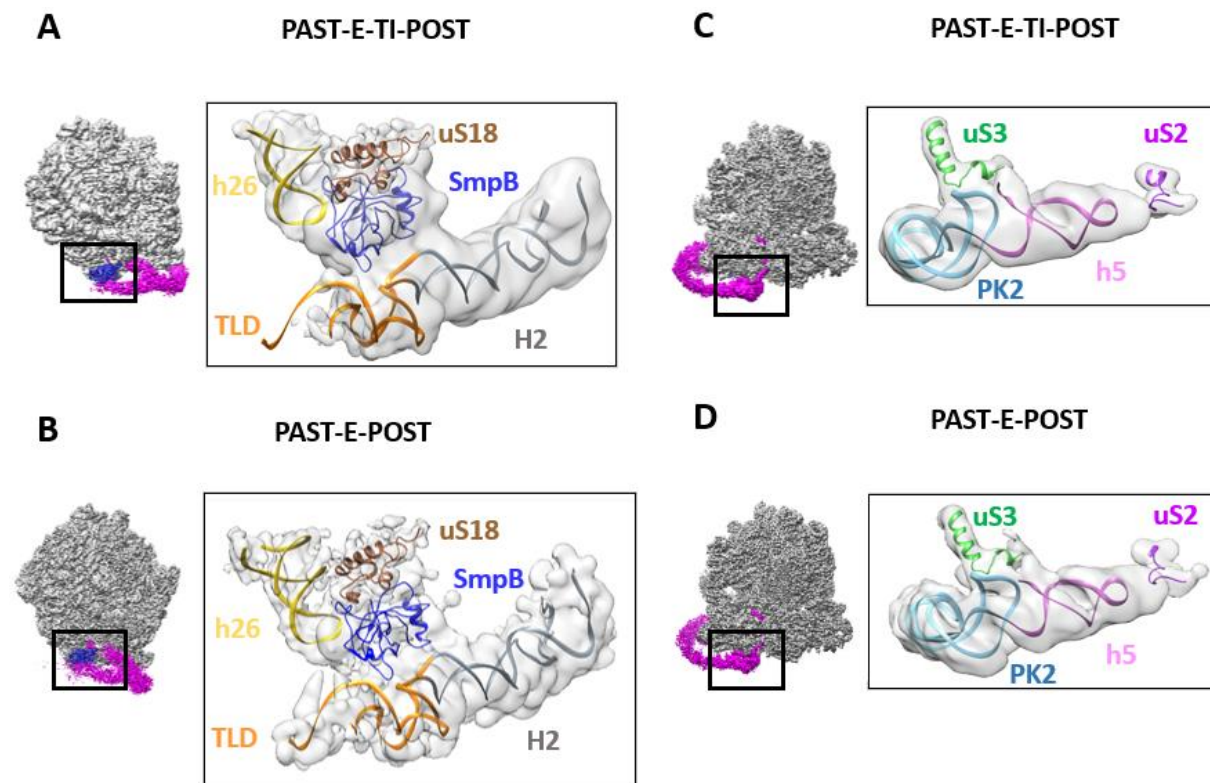 A
PAST-E-TI-POST
uS18
h26
SmpB
TLD
H2
B
PAST-E-POST
uS18
SmpB
h26
TLD
H2
C
PAST-E-TI-POST
uS3
uS2
PK2
h5
D
PAST-E-POST
uS3
uS2
PK2
h5